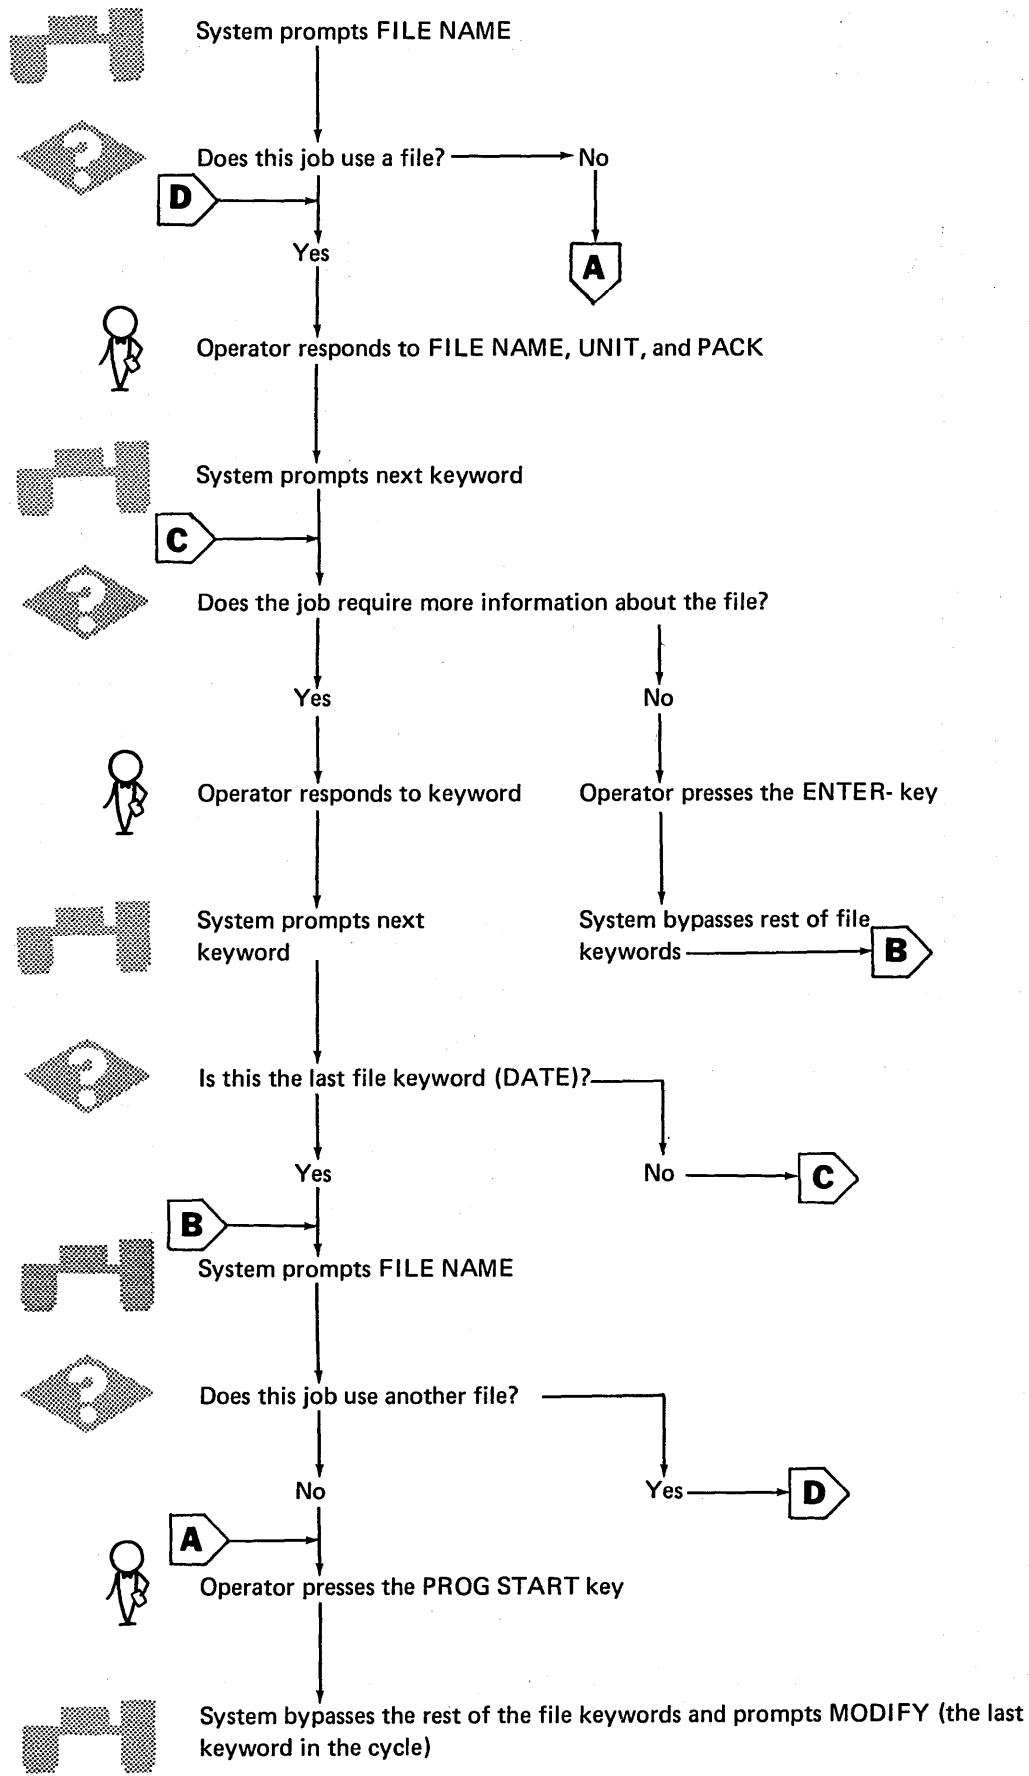 System prompts FILE NAME
?
Does this job use a file? No
D
Yes
A
Operator responds to FILE NAME, UNIT, and PACK
System prompts next keyword
C
?
Does the job require more information about the file?
Yes No
Operator responds to keyword Operator presses the ENTER- key
System prompts next
keyword
System bypasses rest of file
keywords B
?
Is this the last file keyword (DATE)?
Yes No C
B
System prompts FILE NAME
?
Does this job use another file?
No Yes D
A
Operator presses the PROG START key
System bypasses the rest of the file keywords and prompts MODIFY (the last
keyword in the cycle)